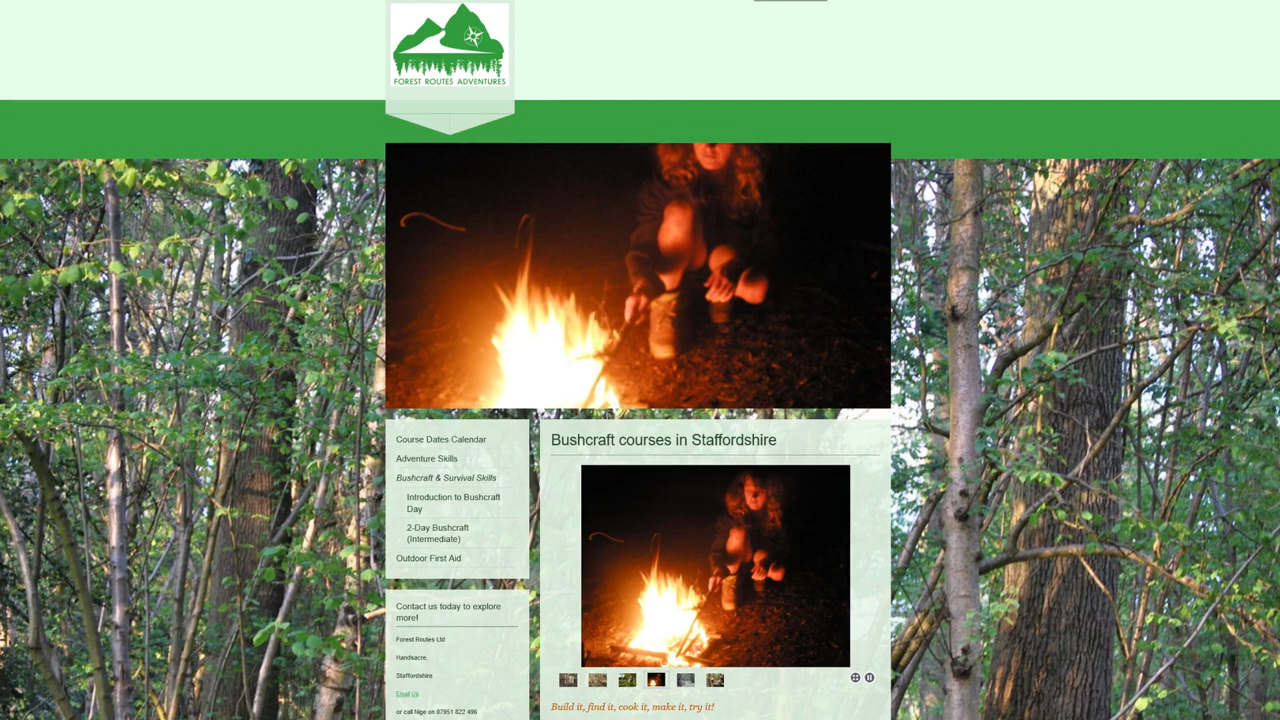 FOREST ROUTES ADVENTURES
Course Dates Calendar
Adventure Skills
Bushcraft & Survival Skills
Introduction to Bushcraft
Day
2-Day Bushcraft
(Intermediate)
Outdoor First Aid
Contact us today to explore
more!
Forest Routes Ltd
Handsacre,
Staffordshire
Email Us
or call Nige on 07951 822 496
Bushcraft courses in Staffordshire
Build it, find it, cook it, make it, try it!